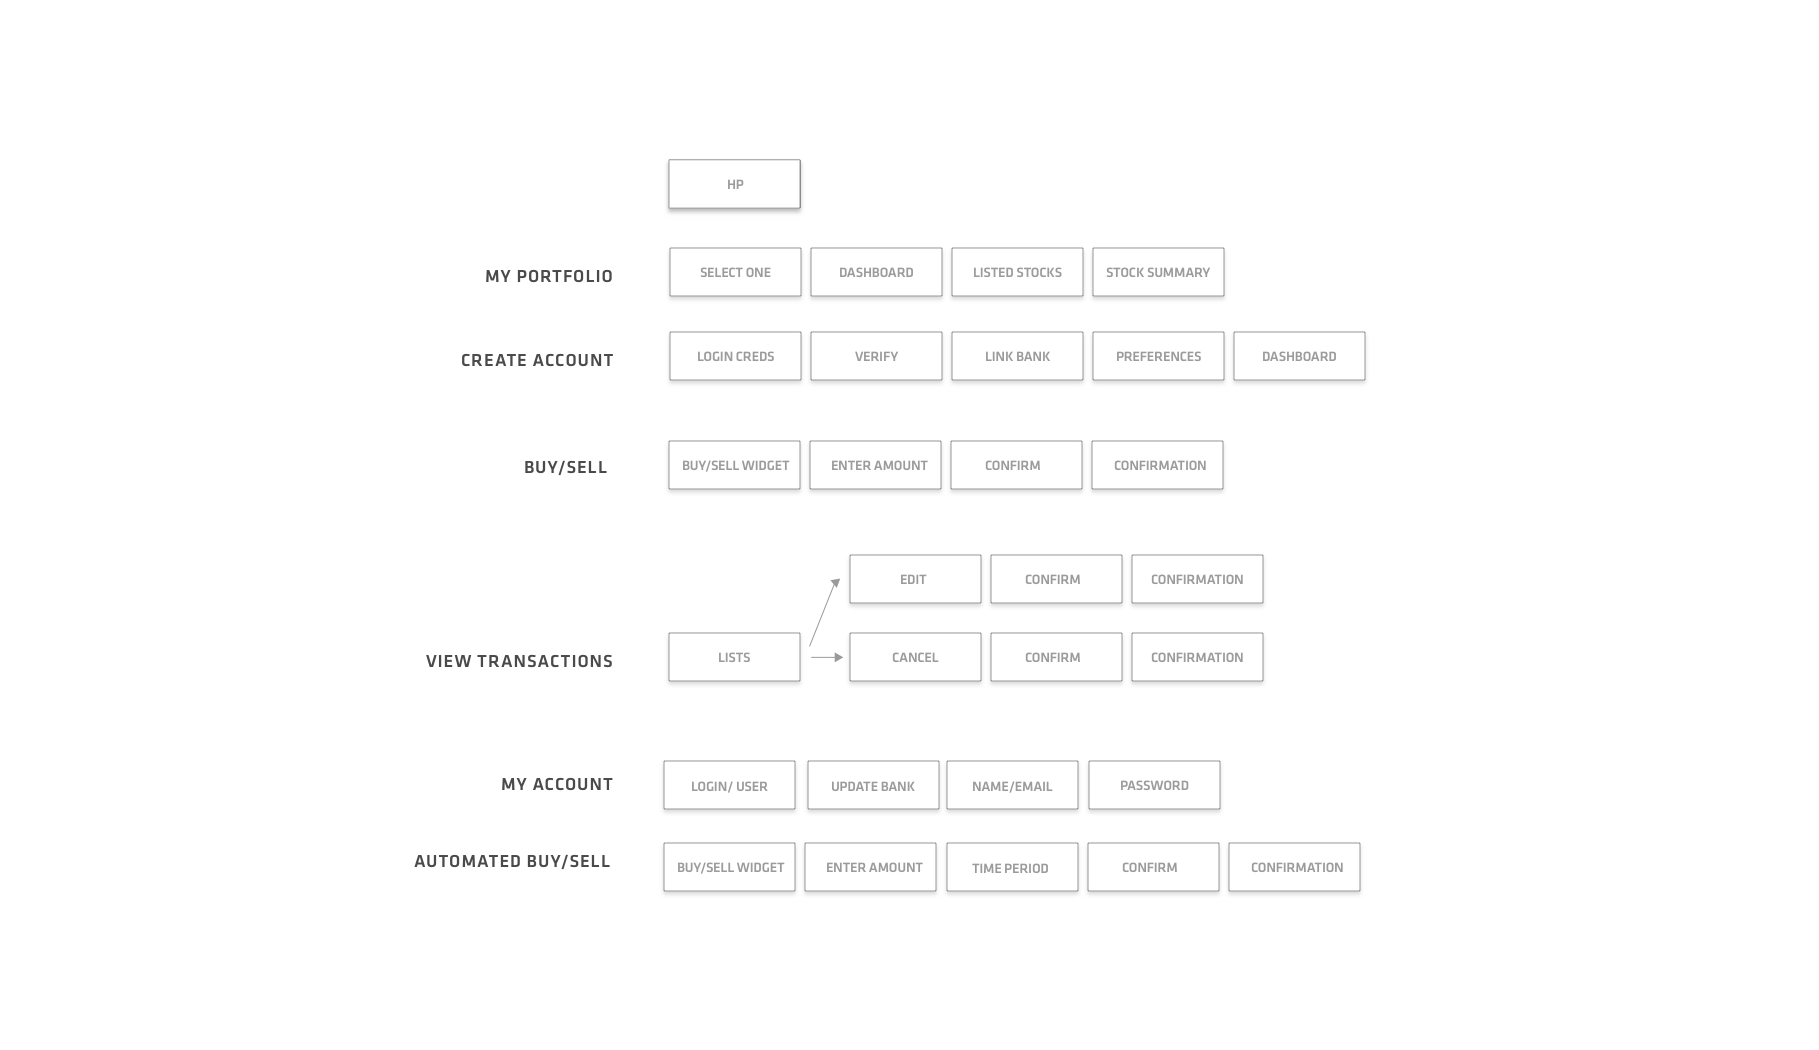 HP
MY PORTFOLIO
SELECT ONE
DASHBOARD
LISTED STOCKS
STOCK SUMMARY
CREATE ACCOUNT
LOGIN CREDS
VERIFY
LINK BANK
PREFERENCES
DASHBOARD
BUY/SELL
BUY/SELL WIDGET
ENTER AMOUNT
CONFIRM
CONFIRMATION
EDIT
CONFIRM
CONFIRMATION
VIEW TRANSACTIONS
LISTS
CANCEL
CONFIRM
CONFIRMATION
MY ACCOUNT
LOGIN/ USER
UPDATE BANK
NAME/EMAIL
PASSWORD
AUTOMATED BUY/SELL
BUY/SELL WIDGET
ENTER AMOUNT
TIME PERIOD
CONFIRM
CONFIRMATION